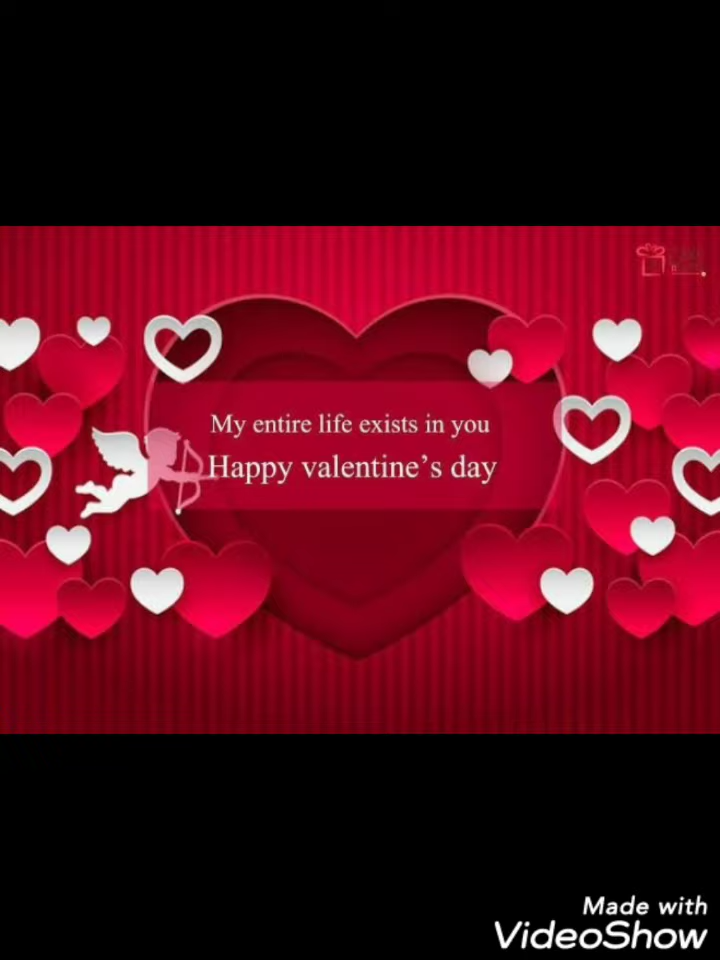 My entire life exists in you
Happy valentine’s day
Made with
VideoShow